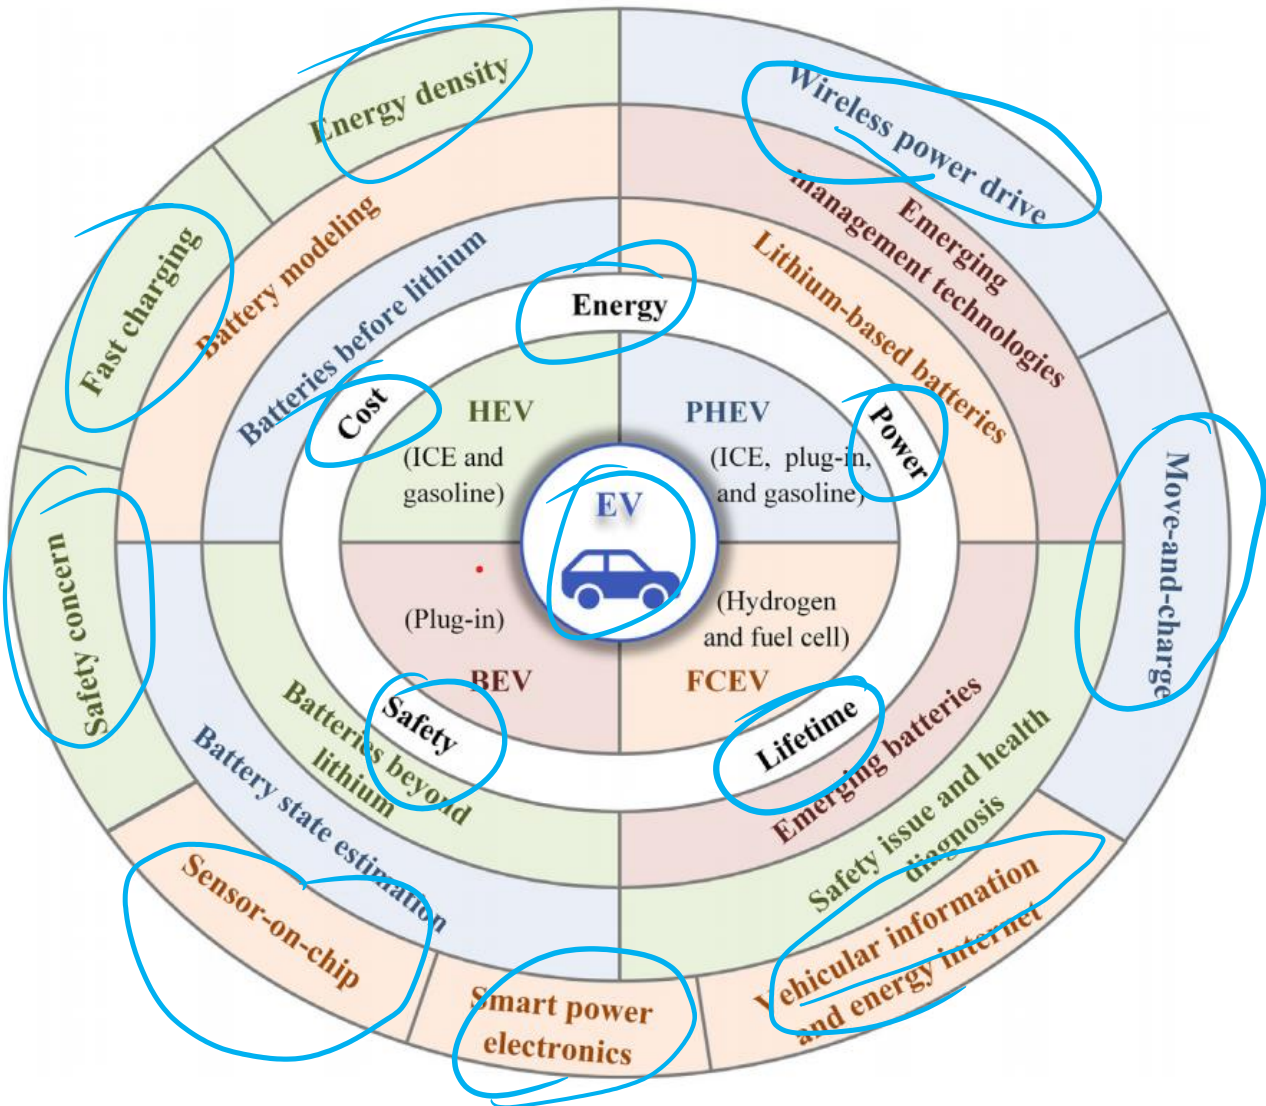 Energy density
Wireless power drive
Fast charging
Battery modeling
Batteries before lithium
Emerging
management technologies
Lithium-based batteries
Energy
Cost
Power
HEV
(ICE and
gasoline)
PHEV
(ICE, plug-in,
and gasoline)
EV
Move-and-charge
Safety concern
(Plug-in)
BEV
(Hydrogen
and fuel cell)
FCEV
Safety
Lifetime
Batteries beyond
lithium
Emerging batteries
Battery state estimation
Safety issue and health
diagnosis
Sensor-on-chip
Smart power
electronics
Vehicular information
and energy internet